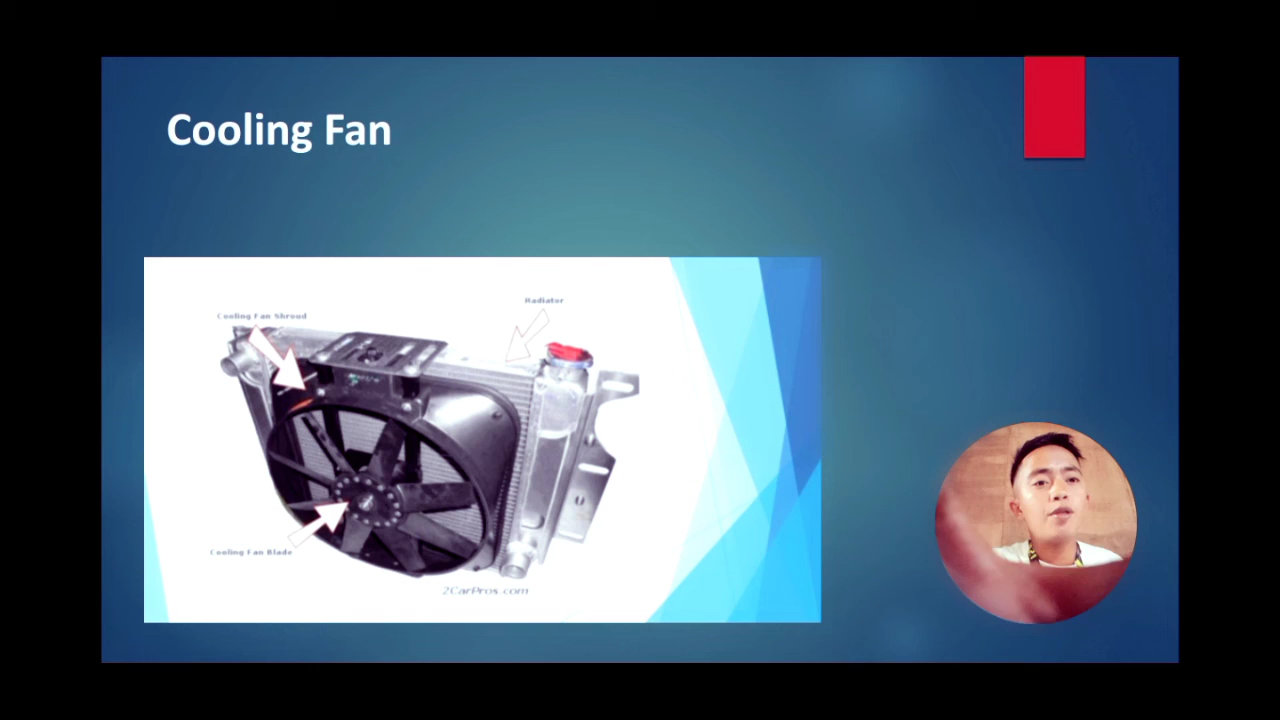 Cooling Fan
Radiator
Cooling Fan Shroud
Cooling Fan Blade
2CarPros.com